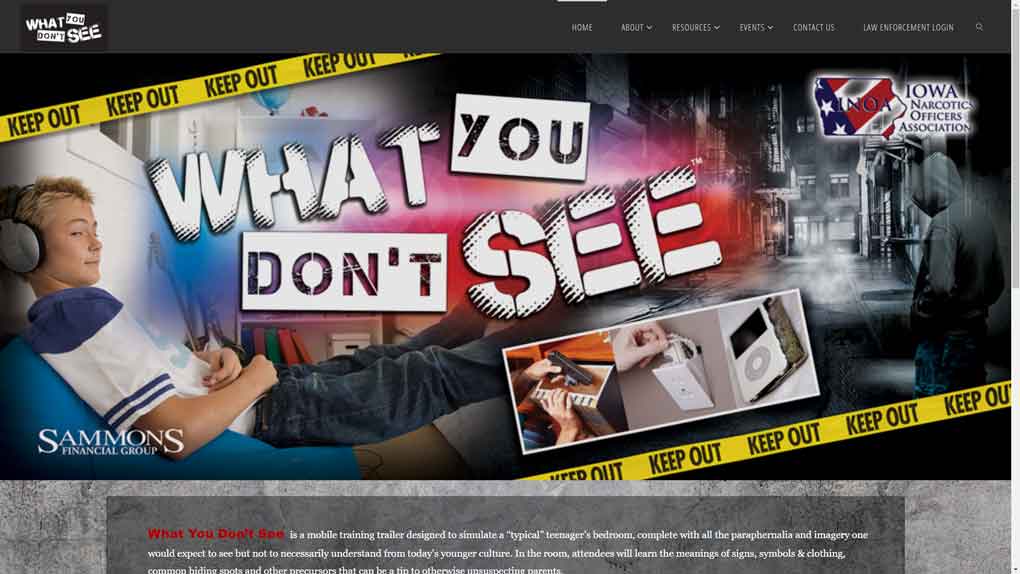 WHAT YOU
DON'T SEE
HOME ABOUT RESOURCES EVENTS CONTACT US LAW ENFORCEMENT LOGIN
KEEP OUT KEEP OUT KEEP OUT KEEP OUT
INOA IOWA
NARCOTICS
OFFICERS
ASSOCIATION
WHAT YOU
DON'T SEE™
SAMMONS
FINANCIAL GROUP
KEEP OUT KEEP OUT KEEP OUT KEEP OUT KEEP OUT
What You Don't See is a mobile training trailer designed to simulate a “typical” teenager’s bedroom, complete with all the paraphernalia and imagery one
would expect to see but not to necessarily understand from today’s younger culture. In the room, attendees will learn the meanings of signs, symbols & clothing,
common hiding spots and other precursors that can be a tip to otherwise unsuspecting parents.